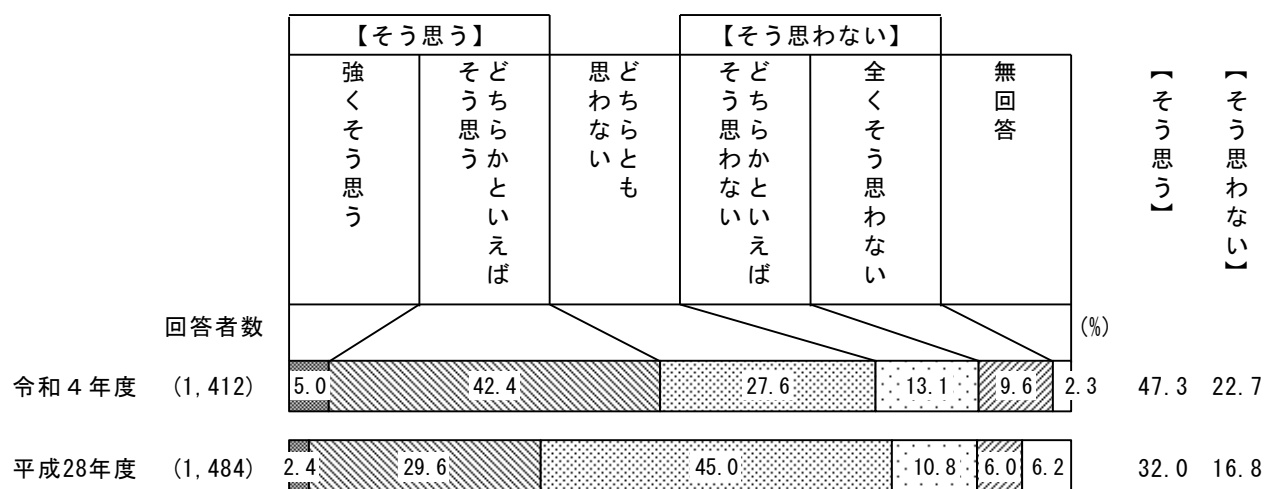 【そう思う】
【そう思わない】
強くそう思う
どちらかといえば
そう思う
どちらとも
思わない
どちらかといえば
そう思わない
全くそう思わない
無回答
【そう思う】
【そう思わない】
回答者数
(%)
令和４年度 (1,412) 5.0 42.4 27.6 13.1 9.6 2.3 47.3 22.7
平成28年度 (1,484) 2.4 29.6 45.0 10.8 6.0 6.2 32.0 16.8